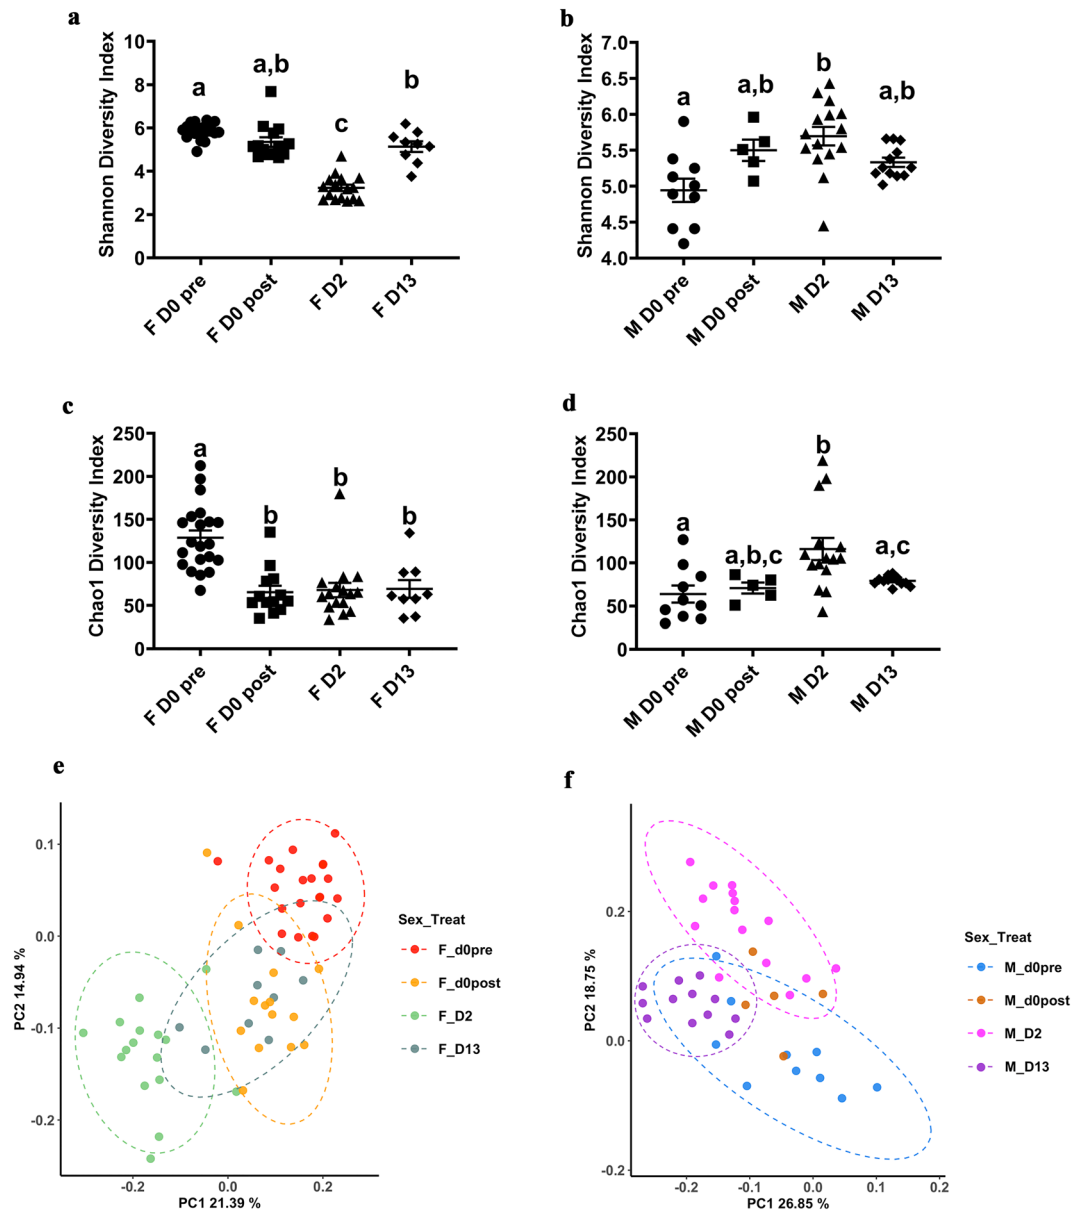 a
Shannon Diversity Index
10
8
6
4
2
0
a
a,b
c
b
F D0 pre
F D0 post
F D2
F D13
b
Shannon Diversity Index
7.0
6.5
6.0
5.5
5.0
4.5
4.0
a
a,b
b
a,b
M D0 pre
M D0 post
M D2
M D13
c
Chao1 Diversity Index
250
200
150
100
50
0
a
b
b
b
F D0 pre
F D0 post
F D2
F D13
d
Chao1 Diversity Index
250
200
150
100
50
0
a
a,b,c
b
a,c
M D0 pre
M D0 post
M D2
M D13
e
PC2 14.94 %
0.1
0.0
-0.1
-0.2
-0.2
0.0
0.2
PC1 21.39 %
Sex_Treat
F_d0pre
F_d0post
F_D2
F_D13
f
PC2 18.75 %
0.2
0.0
-0.2
-0.2
-0.1
0.0
0.1
0.2
PC1 26.85 %
Sex_Treat
M_d0pre
M_d0post
M_D2
M_D13